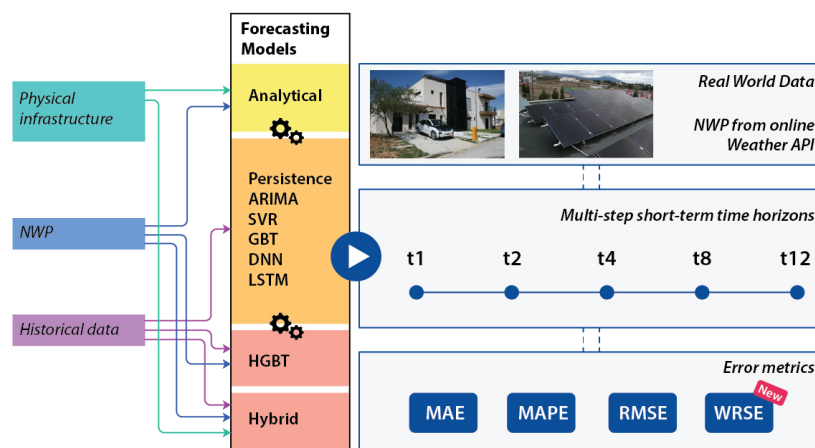 Forecasting
Models
Physical
infrastructure
NWP
Historical data
Analytical
Persistence
ARIMA
SVR
GBT
DNN
LSTM
HGBT
Hybrid
Real World Data
NWP from online
Weather API
Multi-step short-term time horizons
t1 t2 t4 t8 t12
Error metrics
MAE MAPE RMSE WRSE New